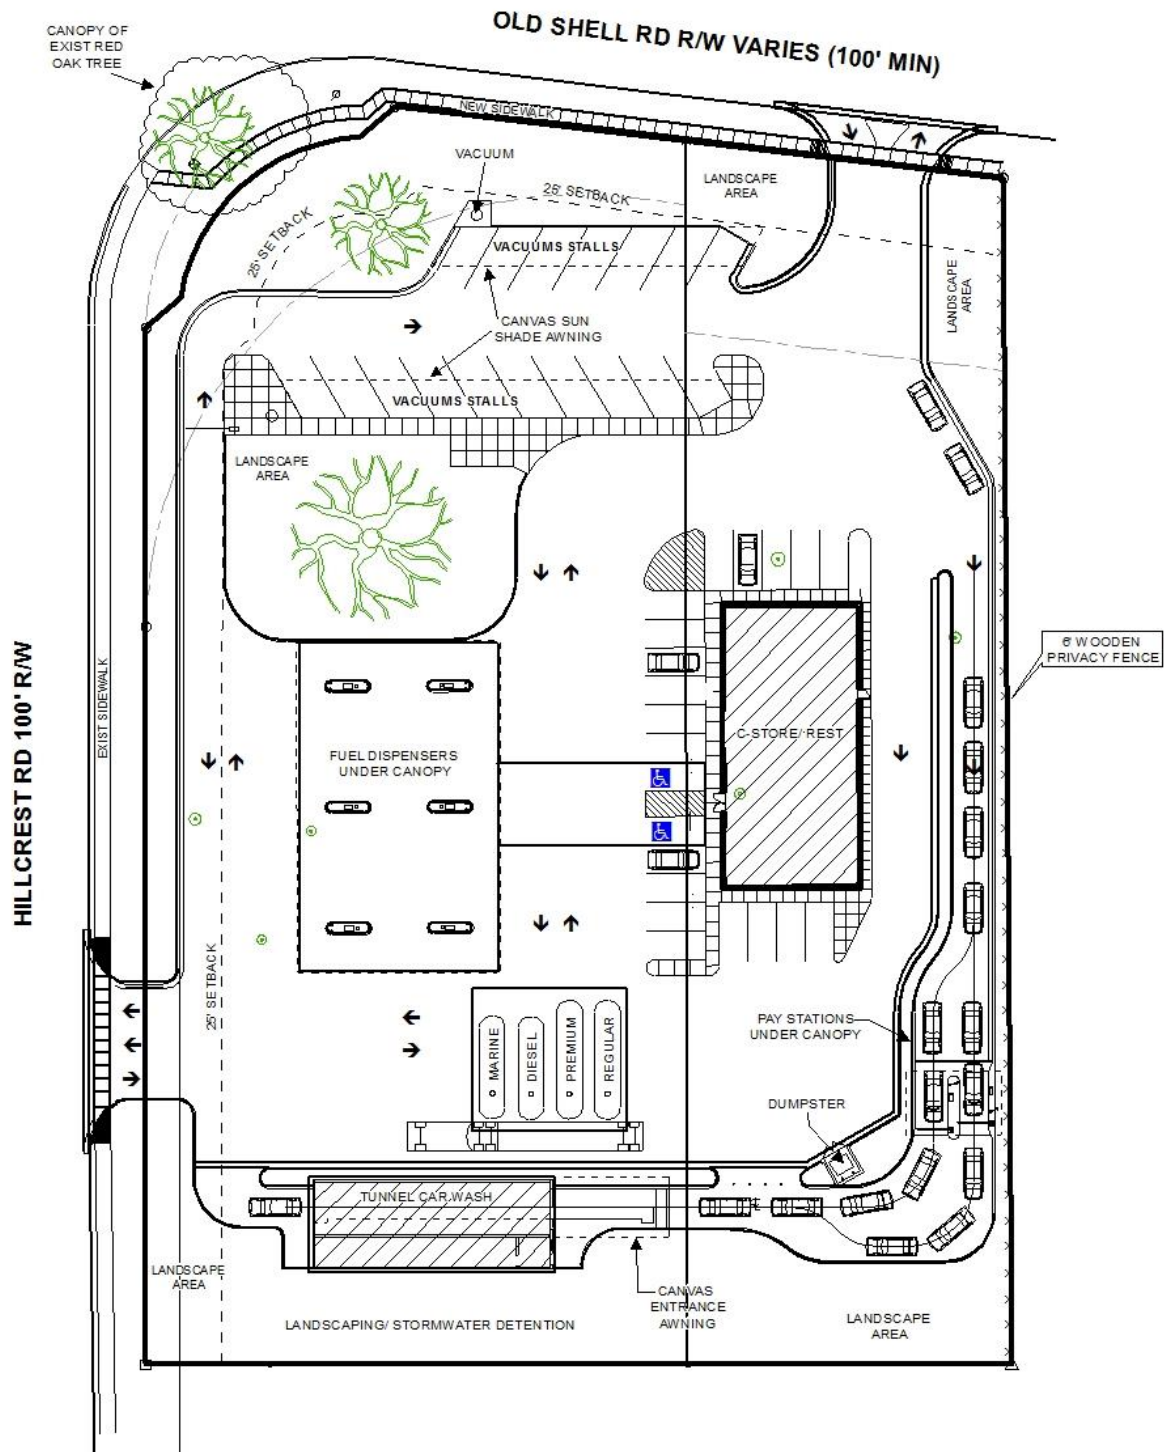 OLD SHELL RD R/W VARIES (100' MIN)
CANOPY OF
EXIST RED
OAK TREE
NEW SIDEWALK
VACUUM
LANDSCAPE
AREA
25' SETBACK
25' SETBACK
VACUUMS STALLS
LANDSCAPE
AREA
CANVAS SUN
SHADE AWNING
VACUUMS STALLS
LANDSCAPE
AREA
6' WOODEN
PRIVACY FENCE
EXIST SIDEWALK
HILLCREST RD 100' R/W
FUEL DISPENSERS
UNDER CANOPY
C-STORE/ REST
25' SETBACK
MARINE
DIESEL
PREMIUM
REGULAR
PAY STATIONS
UNDER CANOPY
DUMPSTER
TUNNEL CAR WASH
LANDSCAPE
AREA
CANVAS
ENTRANCE
AWNING
LANDSCAPING/ STORMWATER DETENTION
LANDSCAPE
AREA